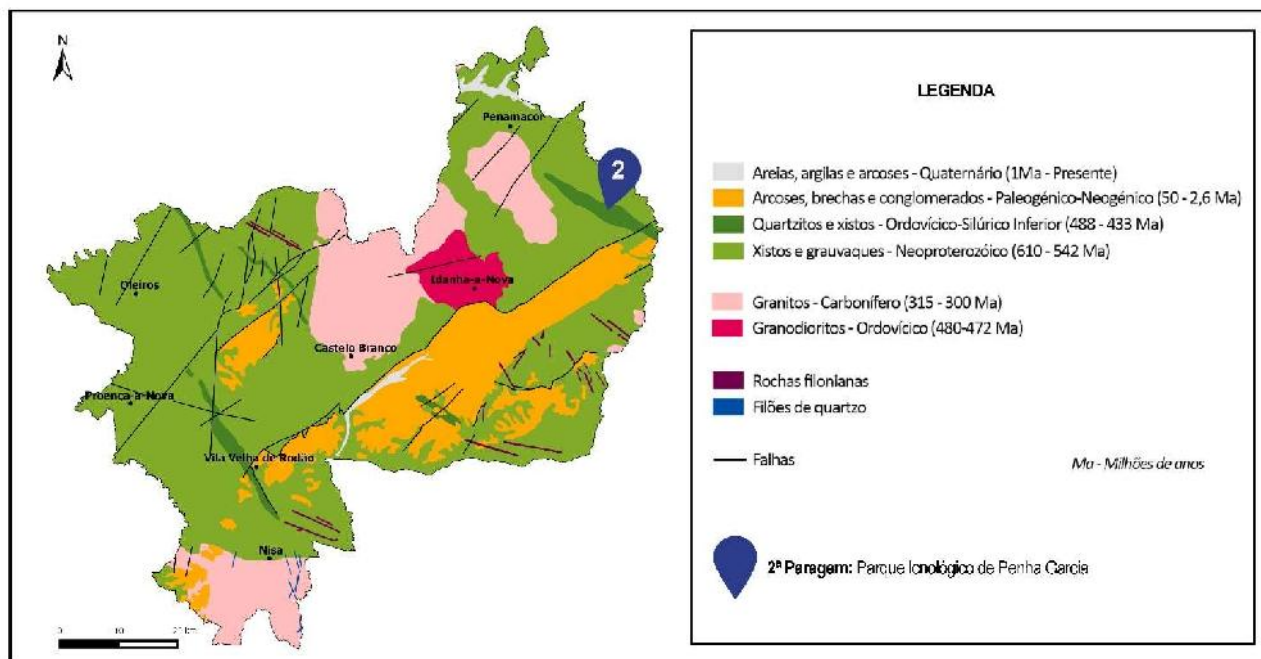 N
Penamacor
2
Oleiros
Idanha-a-Nova
Castelo Branco
Proença-a-Nova
Vila Velha de Rodão
Nisa
0 10 20 km
LEGENDA
Areias, argilas e arcoses - Quaternário (1Ma - Presente)
Arcoses, brechas e conglomerados - Paleogénico-Neogénico (50 - 2,6 Ma)
Quartzitos e xistos - Ordovícico-Silúrico Inferior (488 - 433 Ma)
Xistos e grauvaques - Neoproterozóico (610 - 542 Ma)
Granitos - Carbonífero (315 - 300 Ma)
Granodioritos - Ordovícico (480-472 Ma)
Rochas filonianas
Filões de quartzo
Falhas
Ma - Milhões de anos
2ª Paragem: Parque Icnológico de Penha Garcia